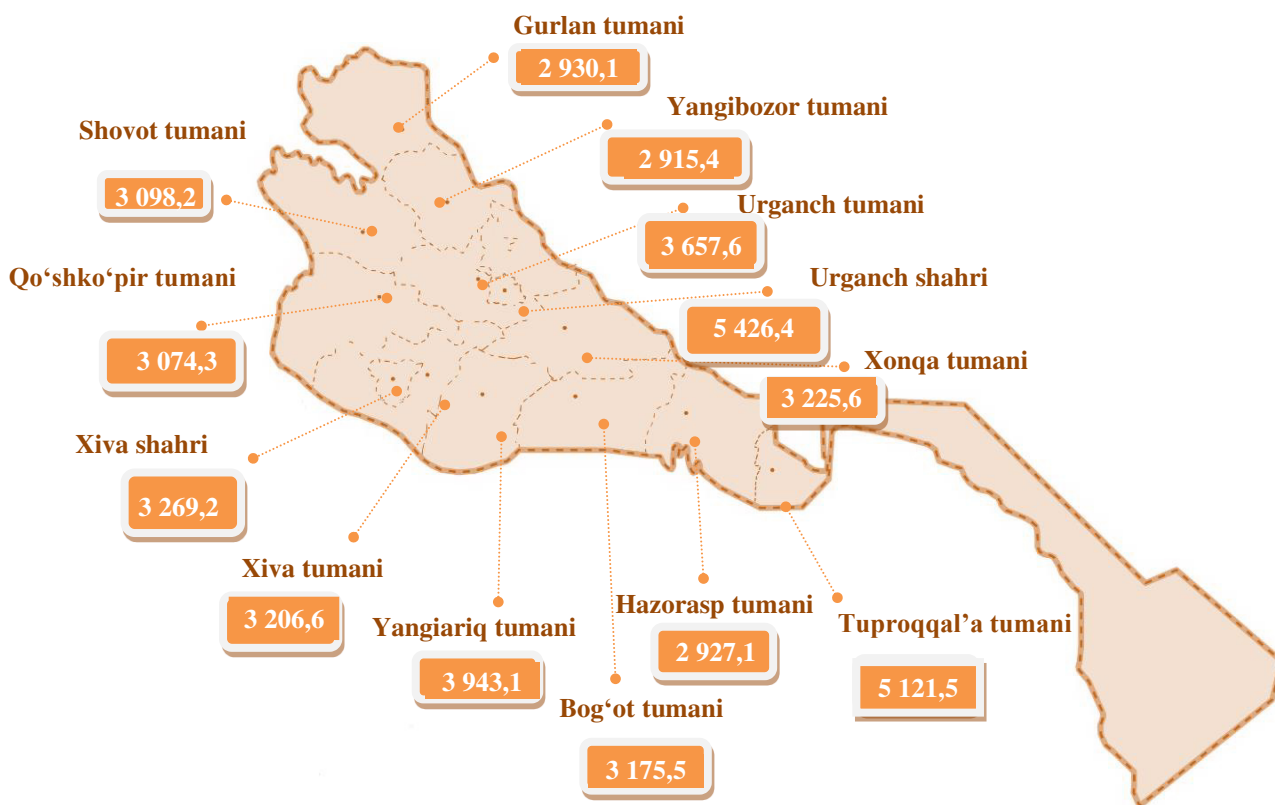 Gurlan tumani
2 930,1
Yangibozor tumani
2 915,4
Shovot tumani
3 098,2
Urganch tumani
3 657,6
Qo‘shko‘pir tumani
3 074,3
Urganch shahri
5 426,4
Xonqa tumani
3 225,6
Xiva shahri
3 269,2
Xiva tumani
3 206,6
Yangiariq tumani
3 943,1
Hazorasp tumani
2 927,1
Tuproqqal’a tumani
5 121,5
Bog‘ot tumani
3 175,5